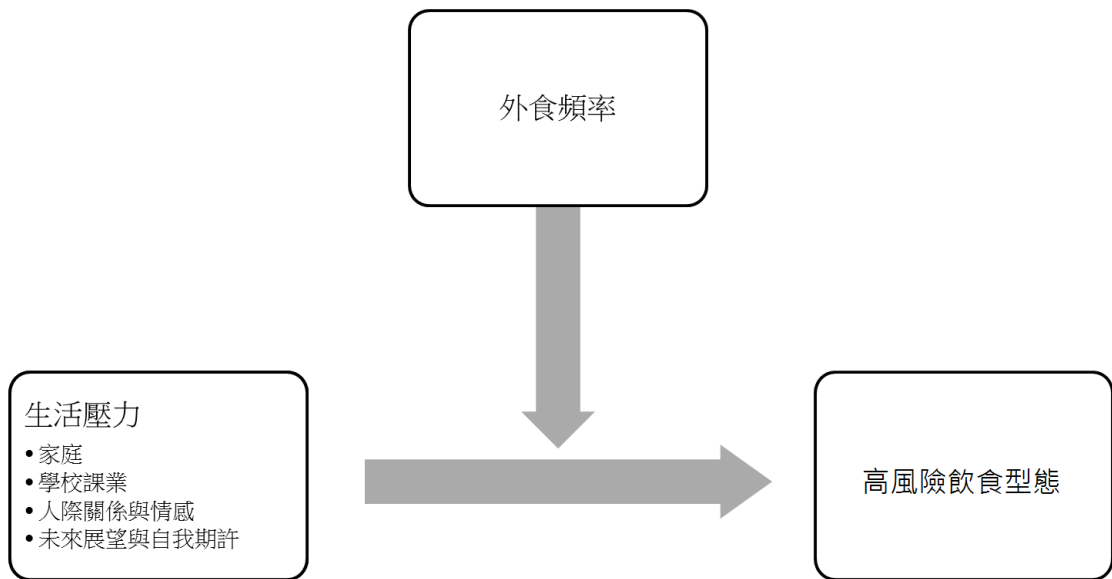 外食頻率
生活壓力
•家庭
•學校課業
•人際關係與情感
•未來展望與自我期許
高風險飲食型態